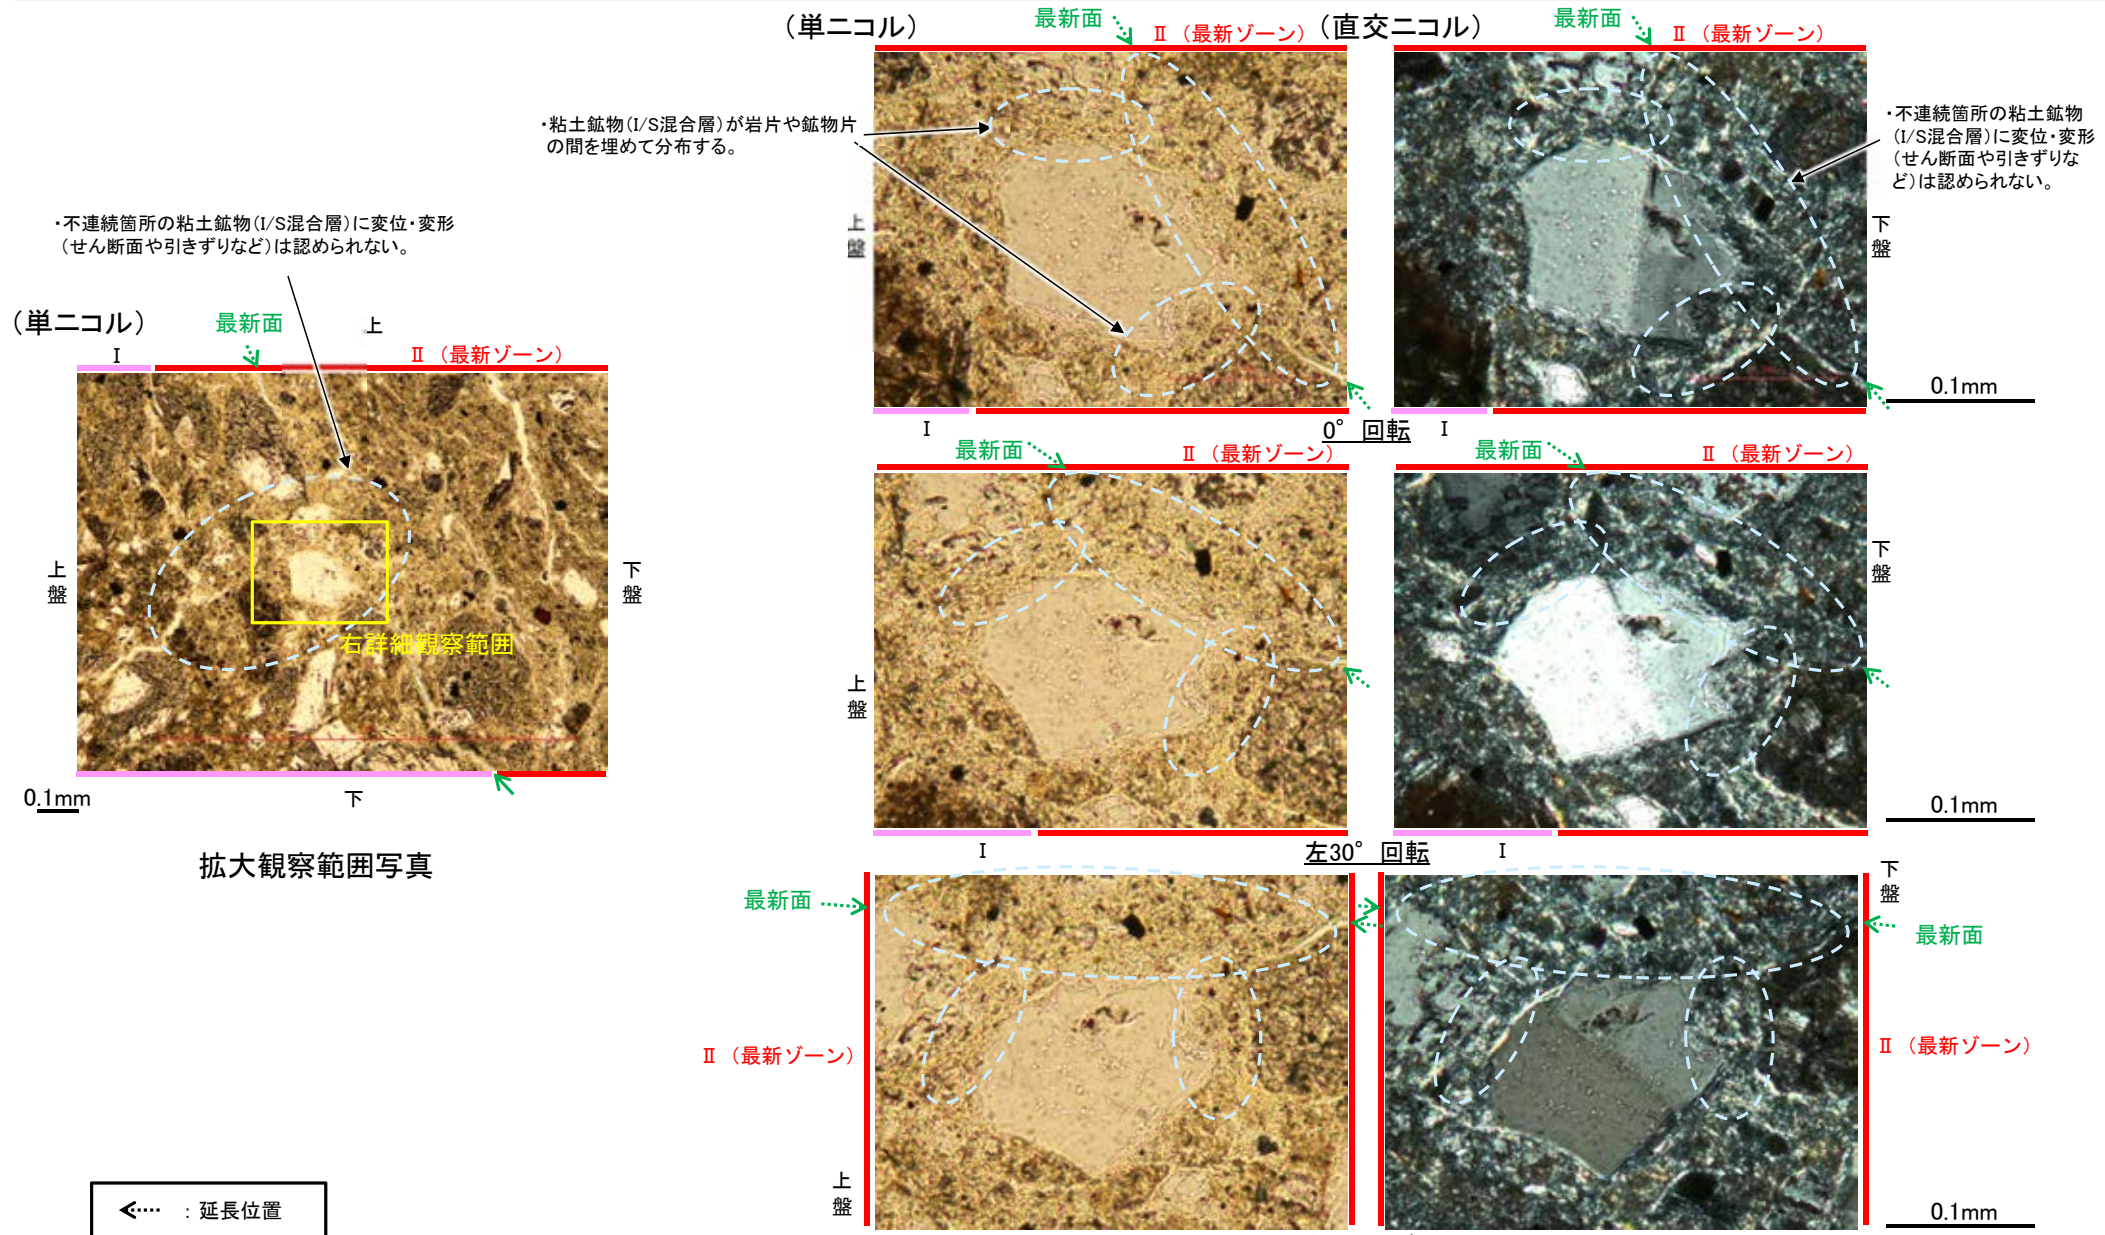 （単ニコル）
最新面
Ⅱ（最新ゾーン）
（直交ニコル）
最新面
Ⅱ（最新ゾーン）
・粘土鉱物(I/S混合層)が岩片や鉱物片
の間を埋めて分布する。
・不連続箇所の粘土鉱物
(I/S混合層)に変位・変形
（せん断面や引きずりな
ど）は認められない。
・不連続箇所の粘土鉱物(I/S混合層)に変位・変形
（せん断面や引きずりなど）は認められない。
上盤
下盤
（単ニコル）
最新面
上
I
Ⅱ（最新ゾーン）
上盤
下盤
右詳細観察範囲
0.1mm
下
拡大観察範囲写真
0.1mm
I
0° 回転
I
最新面
Ⅱ（最新ゾーン）
最新面
Ⅱ（最新ゾーン）
上盤
下盤
0.1mm
I
左30° 回転
I
最新面
下盤
最新面
Ⅱ（最新ゾーン）
Ⅱ（最新ゾーン）
上盤
0.1mm
：延長位置